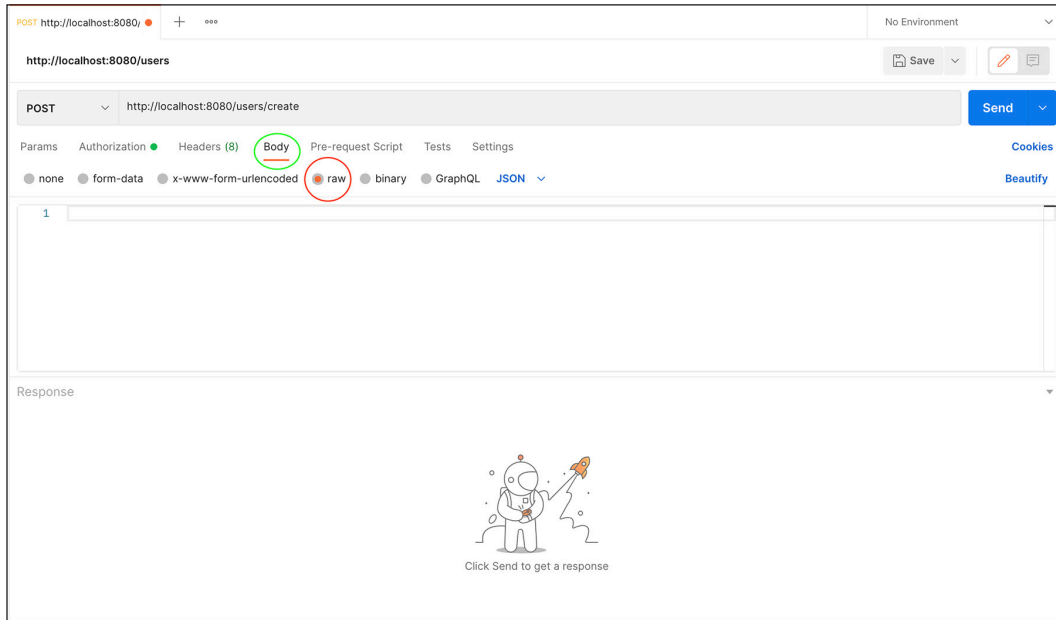 POST http://localhost:8080/ No Environment
http://localhost:8080/users Save
POST http://localhost:8080/users/create Send
Params Authorization Headers (8) Body Pre-request Script Tests Settings Cookies
none form-data x-www-form-urlencoded raw binary GraphQL JSON Beautify
1
Response
Click Send to get a response